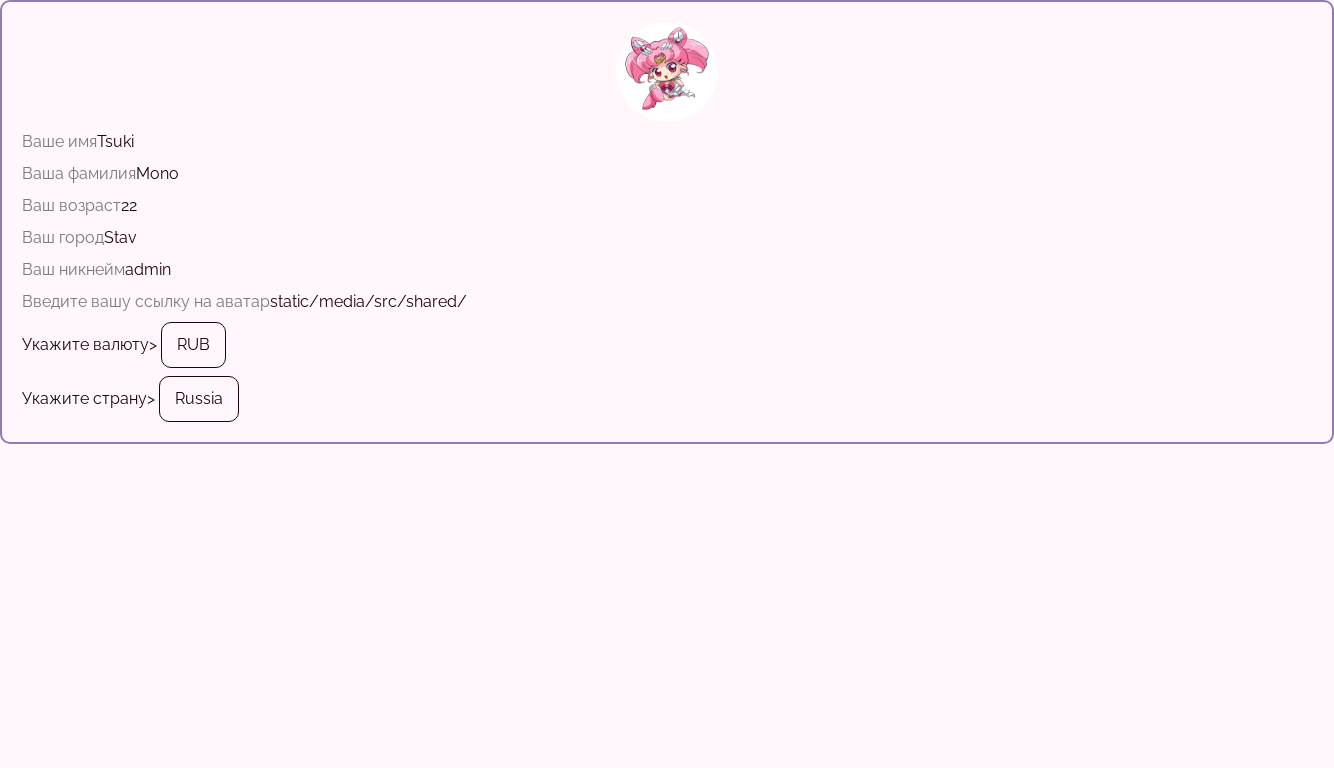 Ваше имяTsuki
Ваша фамилияMono
Ваш возраст22
Ваш городStav
Ваш никнеймadmin
Введите вашу ссылку на аватарstatic/media/src/shared/
Укажите валюту> RUB
Укажите страну> Russia